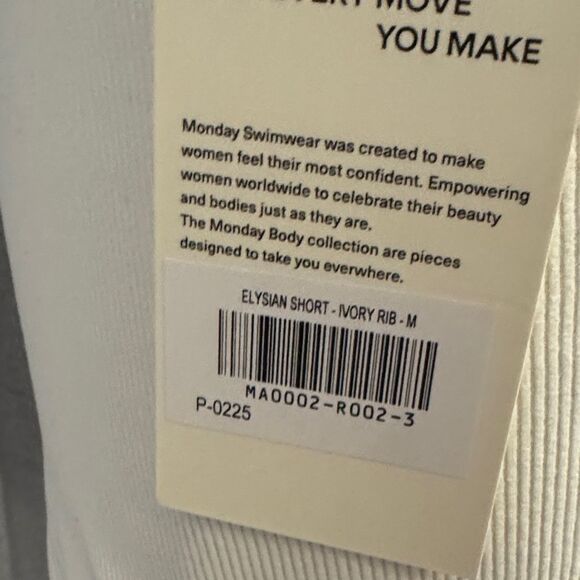 MOVE
YOU MAKE
Monday Swimwear was created to make
women feel their most confident. Empowering
women worldwide to celebrate their beauty
and bodies just as they are.
The Monday Body collection are pieces
designed to take you everwhere.
ELYSIAN SHORT - IVORY RIB - M
MA0002-R002-3
P-0225